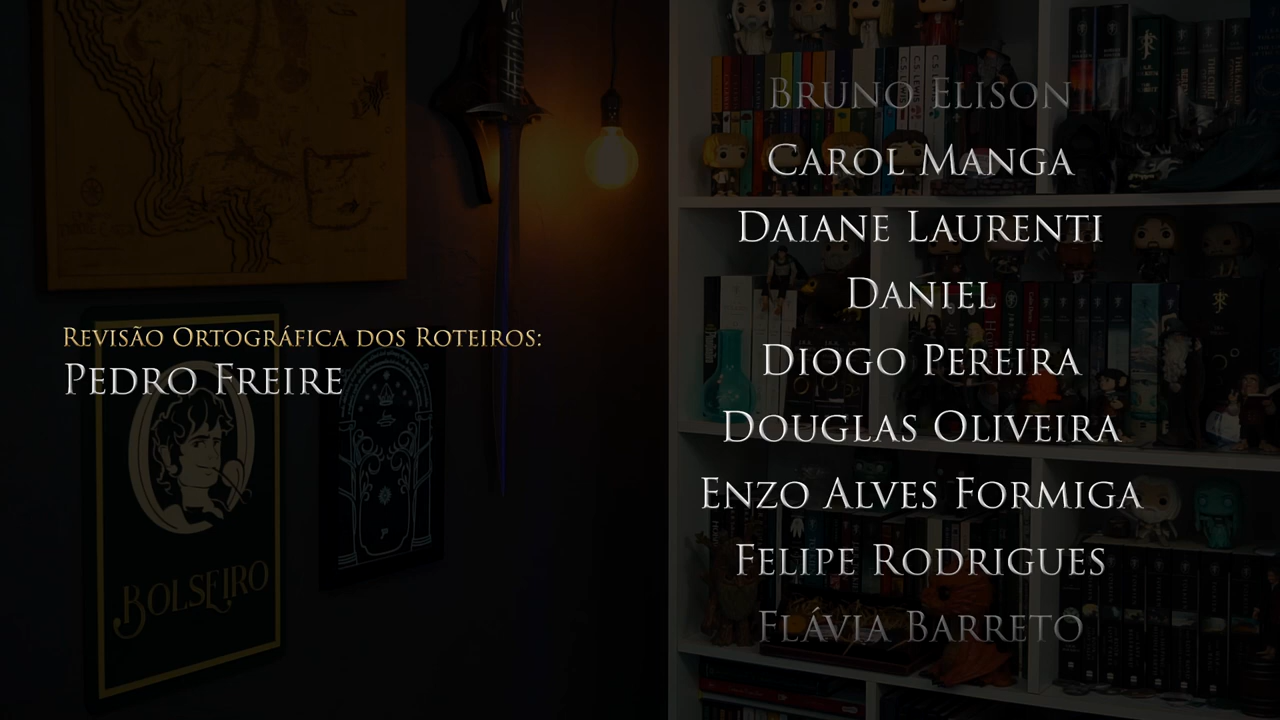 Revisão Ortográfica dos Roteiros:
Pedro Freire
Bolseiro
Bruno Elison
Carol Manga
Daiane Laurenti
Daniel
Diogo Pereira
Douglas Oliveira
Enzo Alves Formiga
Felipe Rodrigues
Flávia Barreto